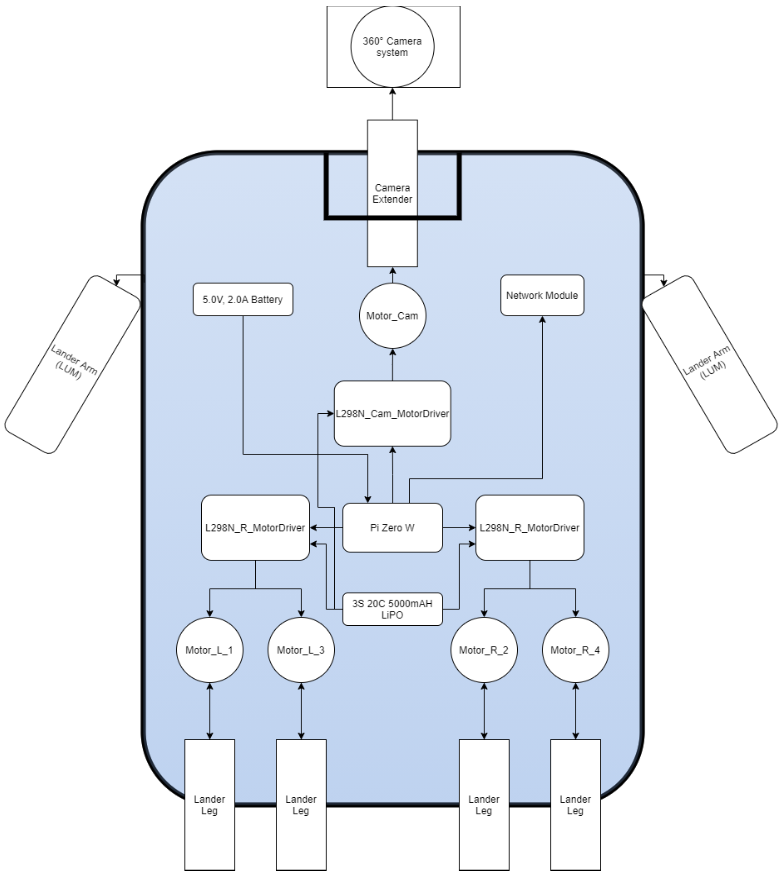 360° Camera
system
Camera
Extender
5.0V, 2.0A Battery
Network Module
Motor_Cam
Lander Arm
(LUM)
Lander Arm
(LUM)
L298N_Cam_MotorDriver
L298N_R_MotorDriver
Pi Zero W
L298N_R_MotorDriver
3S 20C 5000mAH
LiPO
Motor_L_1
Motor_L_3
Motor_R_2
Motor_R_4
Lander
Leg
Lander
Leg
Lander
Leg
Lander
Leg